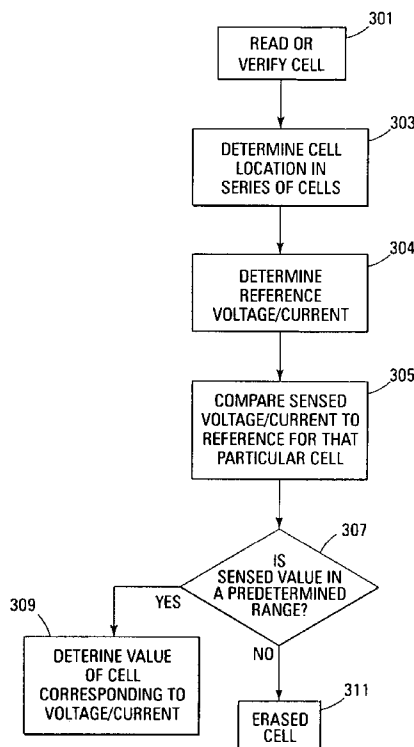 301
READ OR
VERIFY CELL
303
DETERMINE CELL
LOCATION IN
SERIES OF CELLS
304
DETERMINE
REFERENCE
VOLTAGE/CURRENT
305
COMPARE SENSED
VOLTAGE/CURRENT TO
REFERENCE FOR THAT
PARTICULAR CELL
307
IS
SENSED VALUE IN
A PREDETERMINED
RANGE?
YES
NO
309
DETERINE VALUE
OF CELL
CORRESPONDING TO
VOLTAGE/CURRENT
311
ERASED
CELL